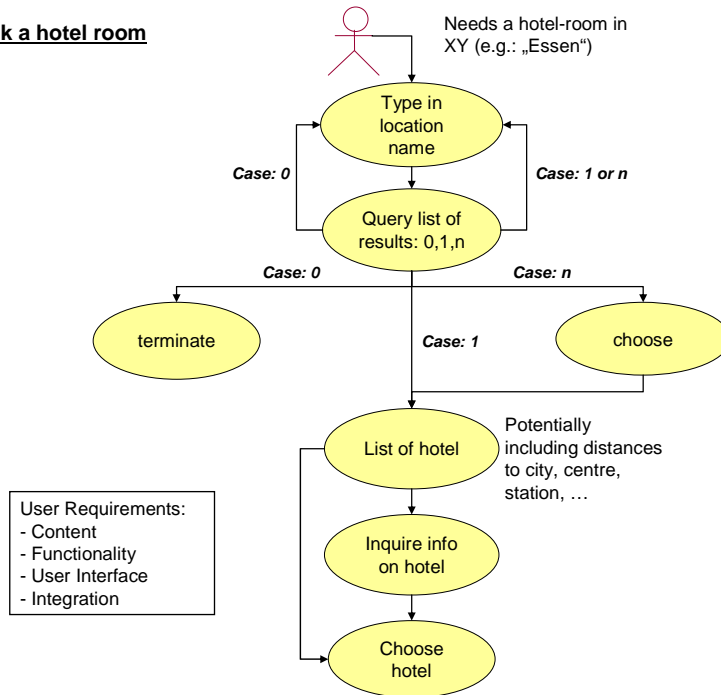 k a hotel room
Needs a hotel-room in
XY (e.g.: „Essen“)
Type in
location
name
Case: 0
Case: 1 or n
Query list of
results: 0,1,n
Case: 0
Case: n
terminate
Case: 1
choose
List of hotel
Potentially
including distances
to city, centre,
station, …
User Requirements:
- Content
- Functionality
- User Interface
- Integration
Inquire info
on hotel
Choose
hotel